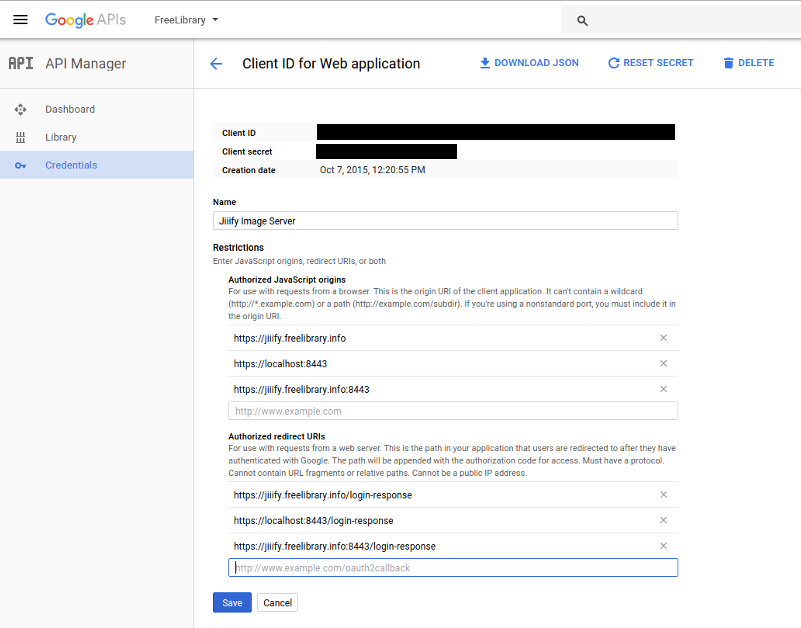 Google APIs FreeLibrary
API API Manager
Client ID for Web application DOWNLOAD JSON RESET SECRET DELETE
Dashboard
Library
Credentials
Client ID
Client secret
Creation date Oct 7, 2015, 12:20:55 PM
Name
Jiiify Image Server
Restrictions
Enter JavaScript origins, redirect URIs, or both
Authorized JavaScript origins
For use with requests from a browser. This is the origin URI of the client application. It can't contain a wildcard
(http://*.example.com) or a path (http://example.com/subdir). If you're using a nonstandard port, you must include it in
the origin URI.
https://jiiify.freelibrary.info
https://localhost:8443
https://jiiify.freelibrary.info:8443
http://www.example.com
Authorized redirect URIs
For use with requests from a web server. This is the path in your application that users are redirected to after they have
authenticated with Google. The path will be appended with the authorization code for access. Must have a protocol.
Cannot contain URL fragments or relative paths. Cannot be a public IP address.
https://jiiify.freelibrary.info/login-response
https://localhost:8443/login-response
https://jiiify.freelibrary.info:8443/login-response
http://www.example.com/oauth2callback
Save Cancel